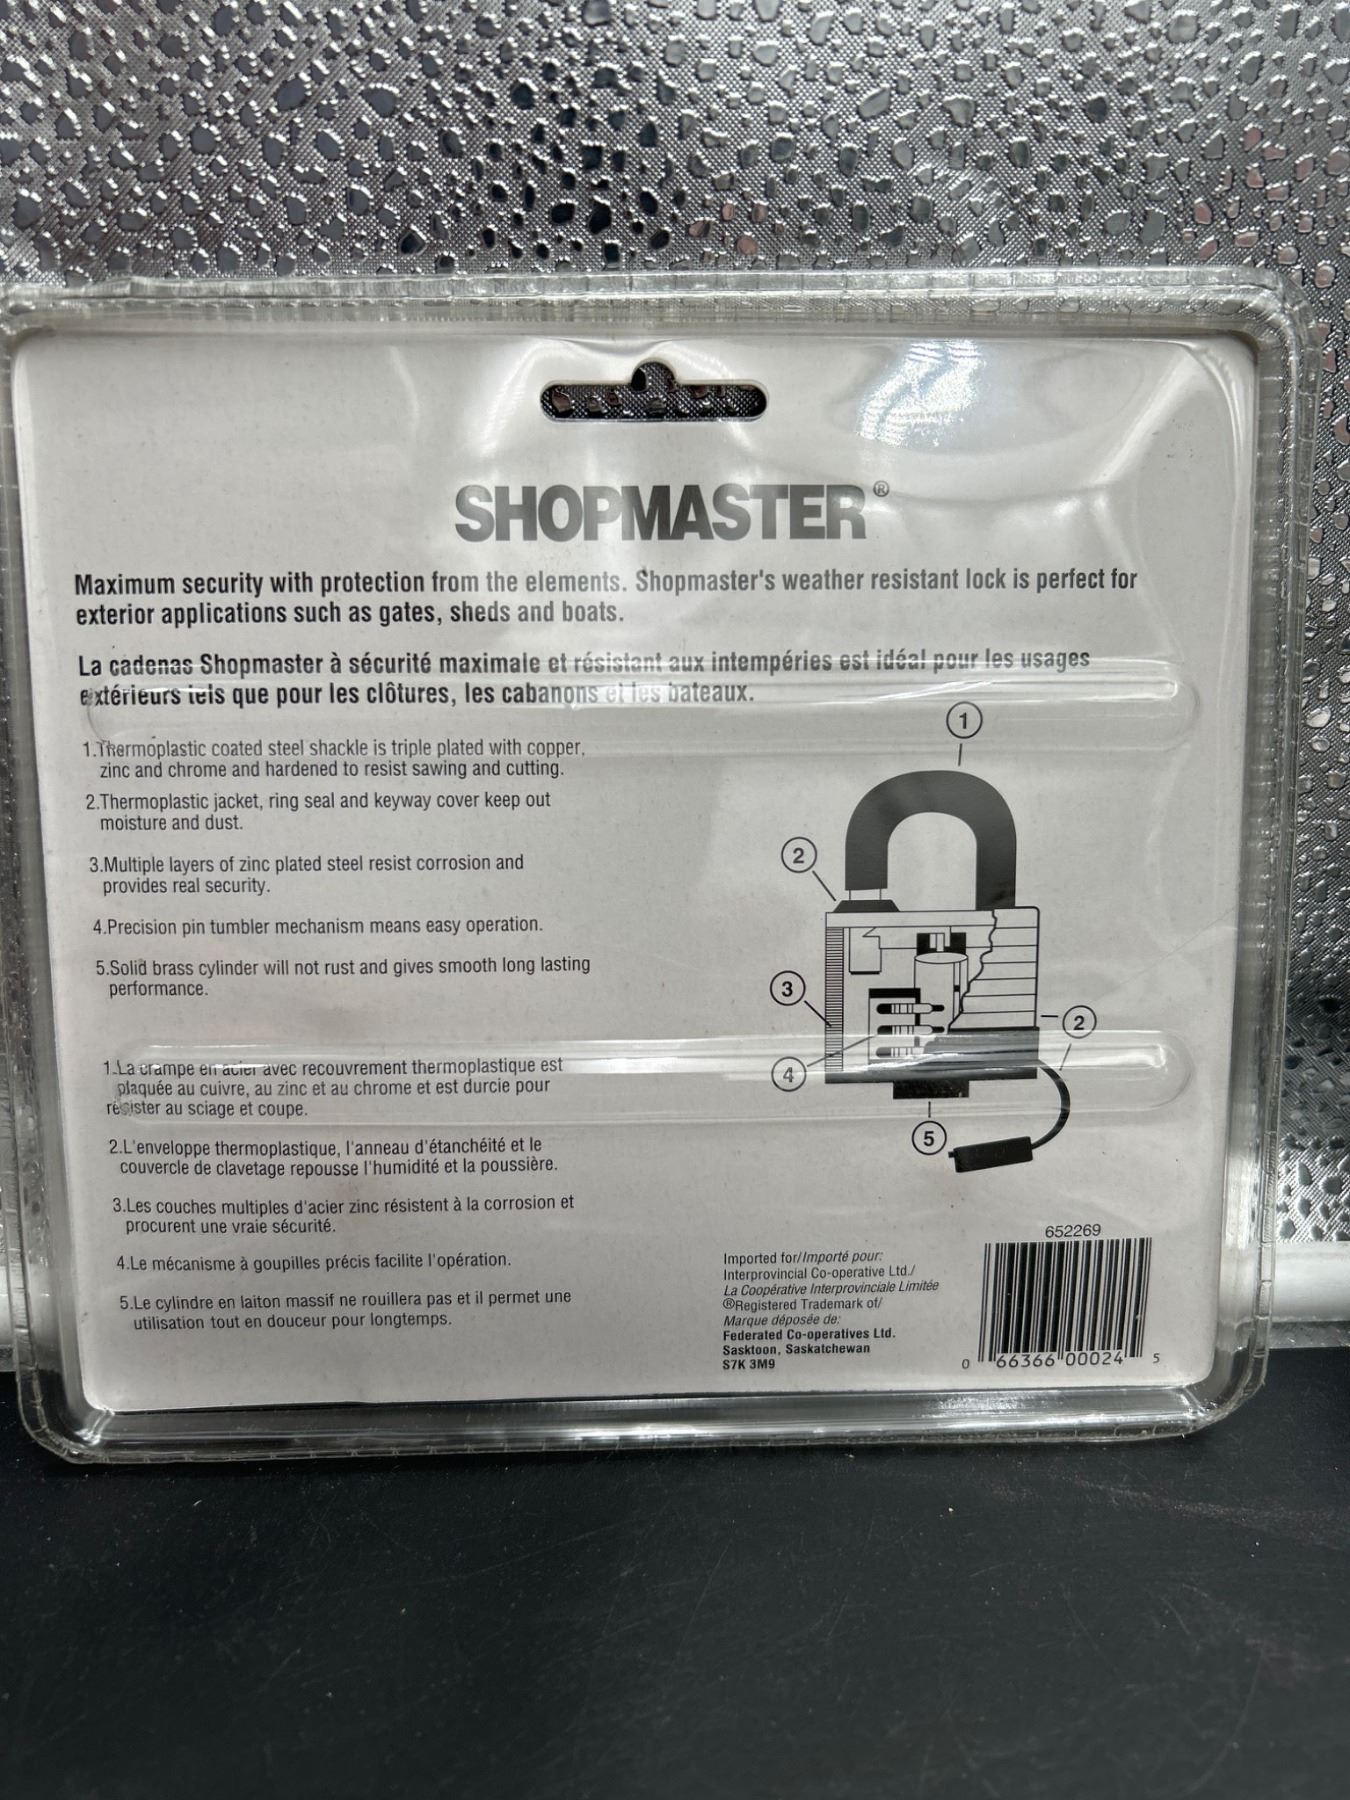 SHOPMASTER®
Maximum security with protection from the elements. Shopmaster's weather resistant lock is perfect for
exterior applications such as gates, sheds and boats.
La cadenas Shopmaster à sécurité maximale et résistant aux intempéries est idéal pour les usages
extérieurs tels que pour les clôtures, les cabanons et les bateaux.
1.Thermoplastic coated steel shackle is triple plated with copper,
zinc and chrome and hardened to resist sawing and cutting.
2.Thermoplastic jacket, ring seal and keyway cover keep out
moisture and dust.
3.Multiple layers of zinc plated steel resist corrosion and
provides real security.
4.Precision pin tumbler mechanism means easy operation.
5.Solid brass cylinder will not rust and gives smooth long lasting
performance.
1.La crampe en acier avec recouvrement thermoplastique est
plaquée au cuivre, au zinc et au chrome et est durcie pour
résister au sciage et coupe.
2.L'enveloppe thermoplastique, l'anneau d'étanchéité et le
couvercle de clavetage repousse l'humidité et la poussière.
3.Les couches multiples d'acier zinc résistent à la corrosion et
procurent une vraie sécurité.
4.Le mécanisme à goupilles précis facilite l'opération.
5.Le cylindre en laiton massif ne rouillera pas et il permet une
utilisation tout en douceur pour longtemps.
1
2
3
2
4
5
Imported for/Importé pour:
Interprovincial Co-operative Ltd./
La Coopérative Interprovinciale Limitée
®Registered Trademark of/
Marque déposée de:
Federated Co-operatives Ltd.
Sasktoon, Saskatchewan
S7K 3M9
652269
0 66366 00024 5